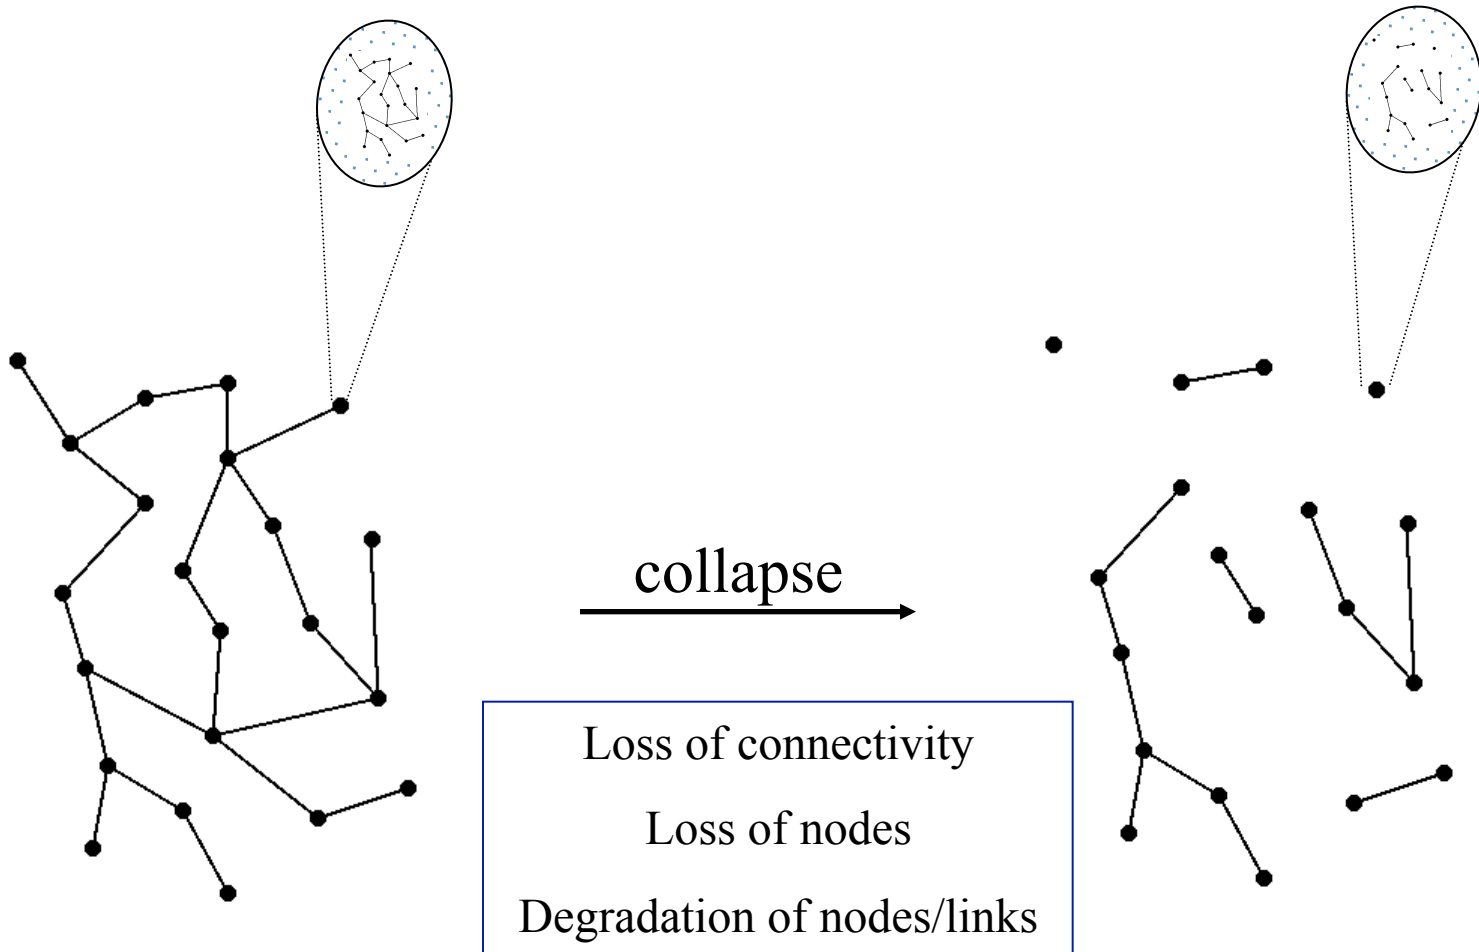 collapse
Loss of connectivity
Loss of nodes
Degradation of nodes/links